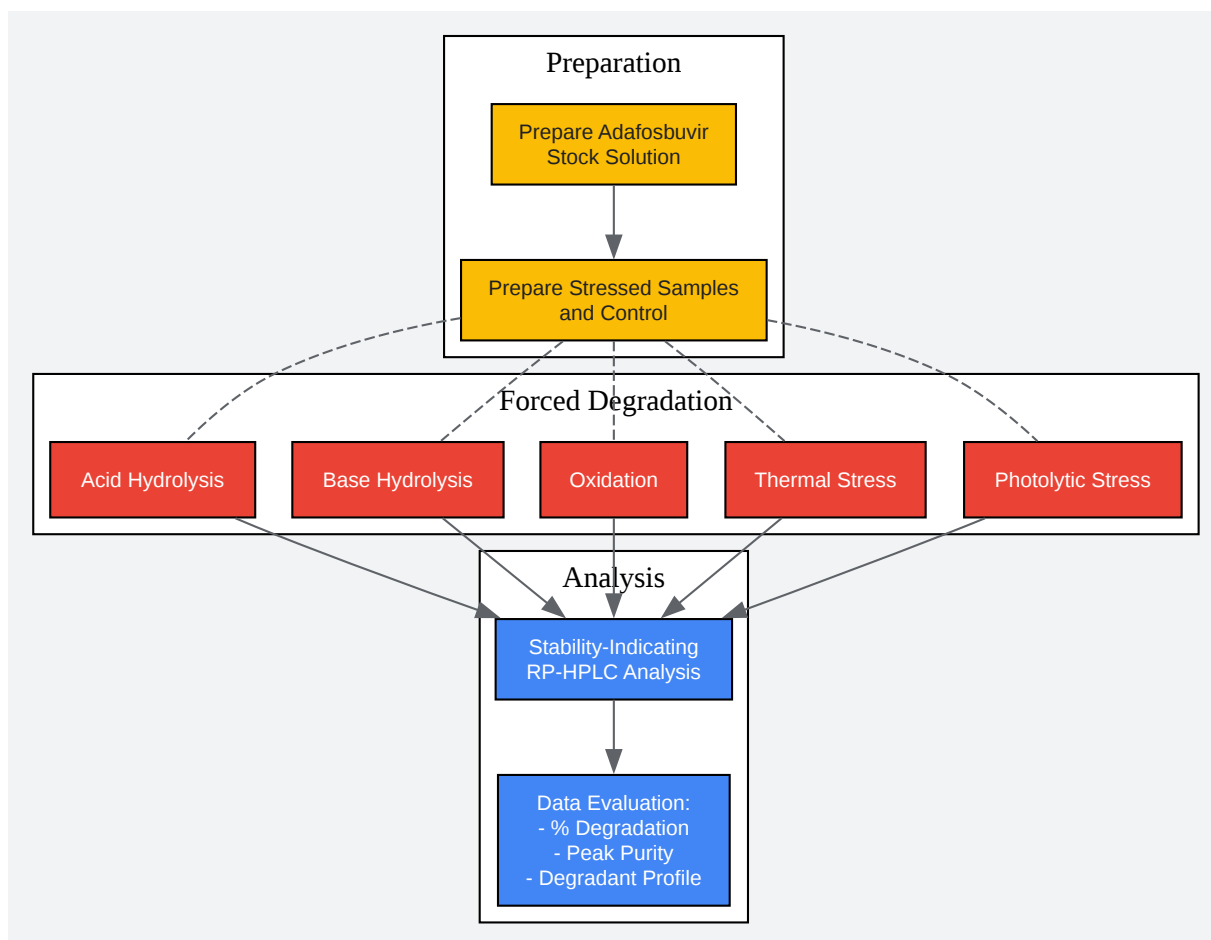 Preparation
Prepare Adafosbuvir
Stock Solution
Prepare Stressed Samples
and Control
Forced Degradation
Acid Hydrolysis
Base Hydrolysis
Oxidation
Thermal Stress
Photolytic Stress
Analysis
Stability-Indicating
RP-HPLC Analysis
Data Evaluation:
- % Degradation
- Peak Purity
- Degradant Profile